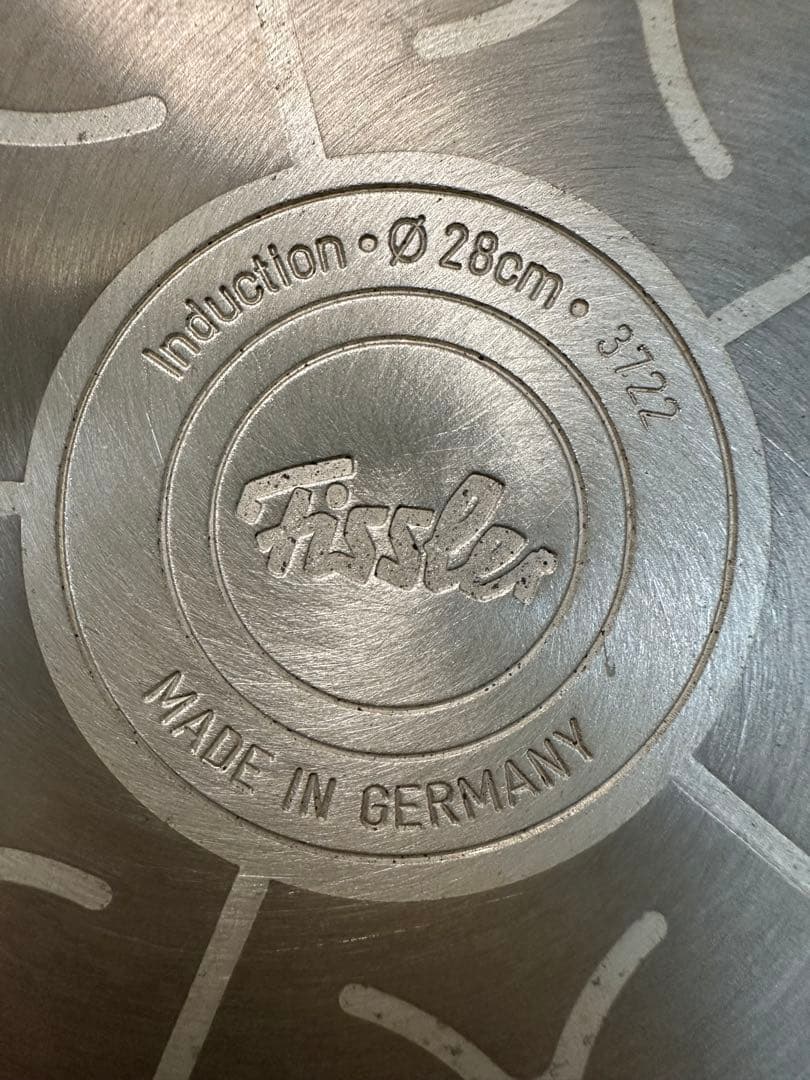 Induction • Ø 28cm • 3722
Fissler
MADE IN GERMANY